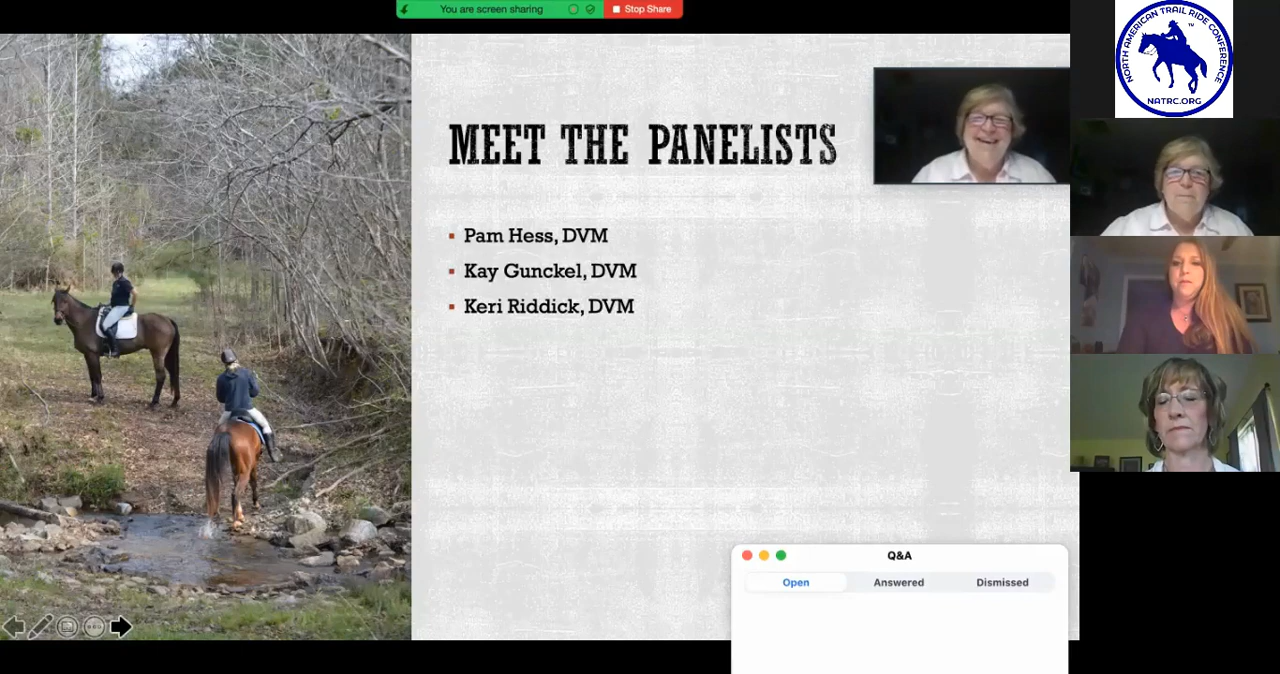 You are screen sharing
Stop Share
NORTH AMERICAN TRAIL RIDE CONFERENCE
TM
NATRC.ORG
MEET THE PANELISTS
Pam Hess, DVM
Kay Gunckel, DVM
Keri Riddick, DVM
Q&A
Open Answered Dismissed